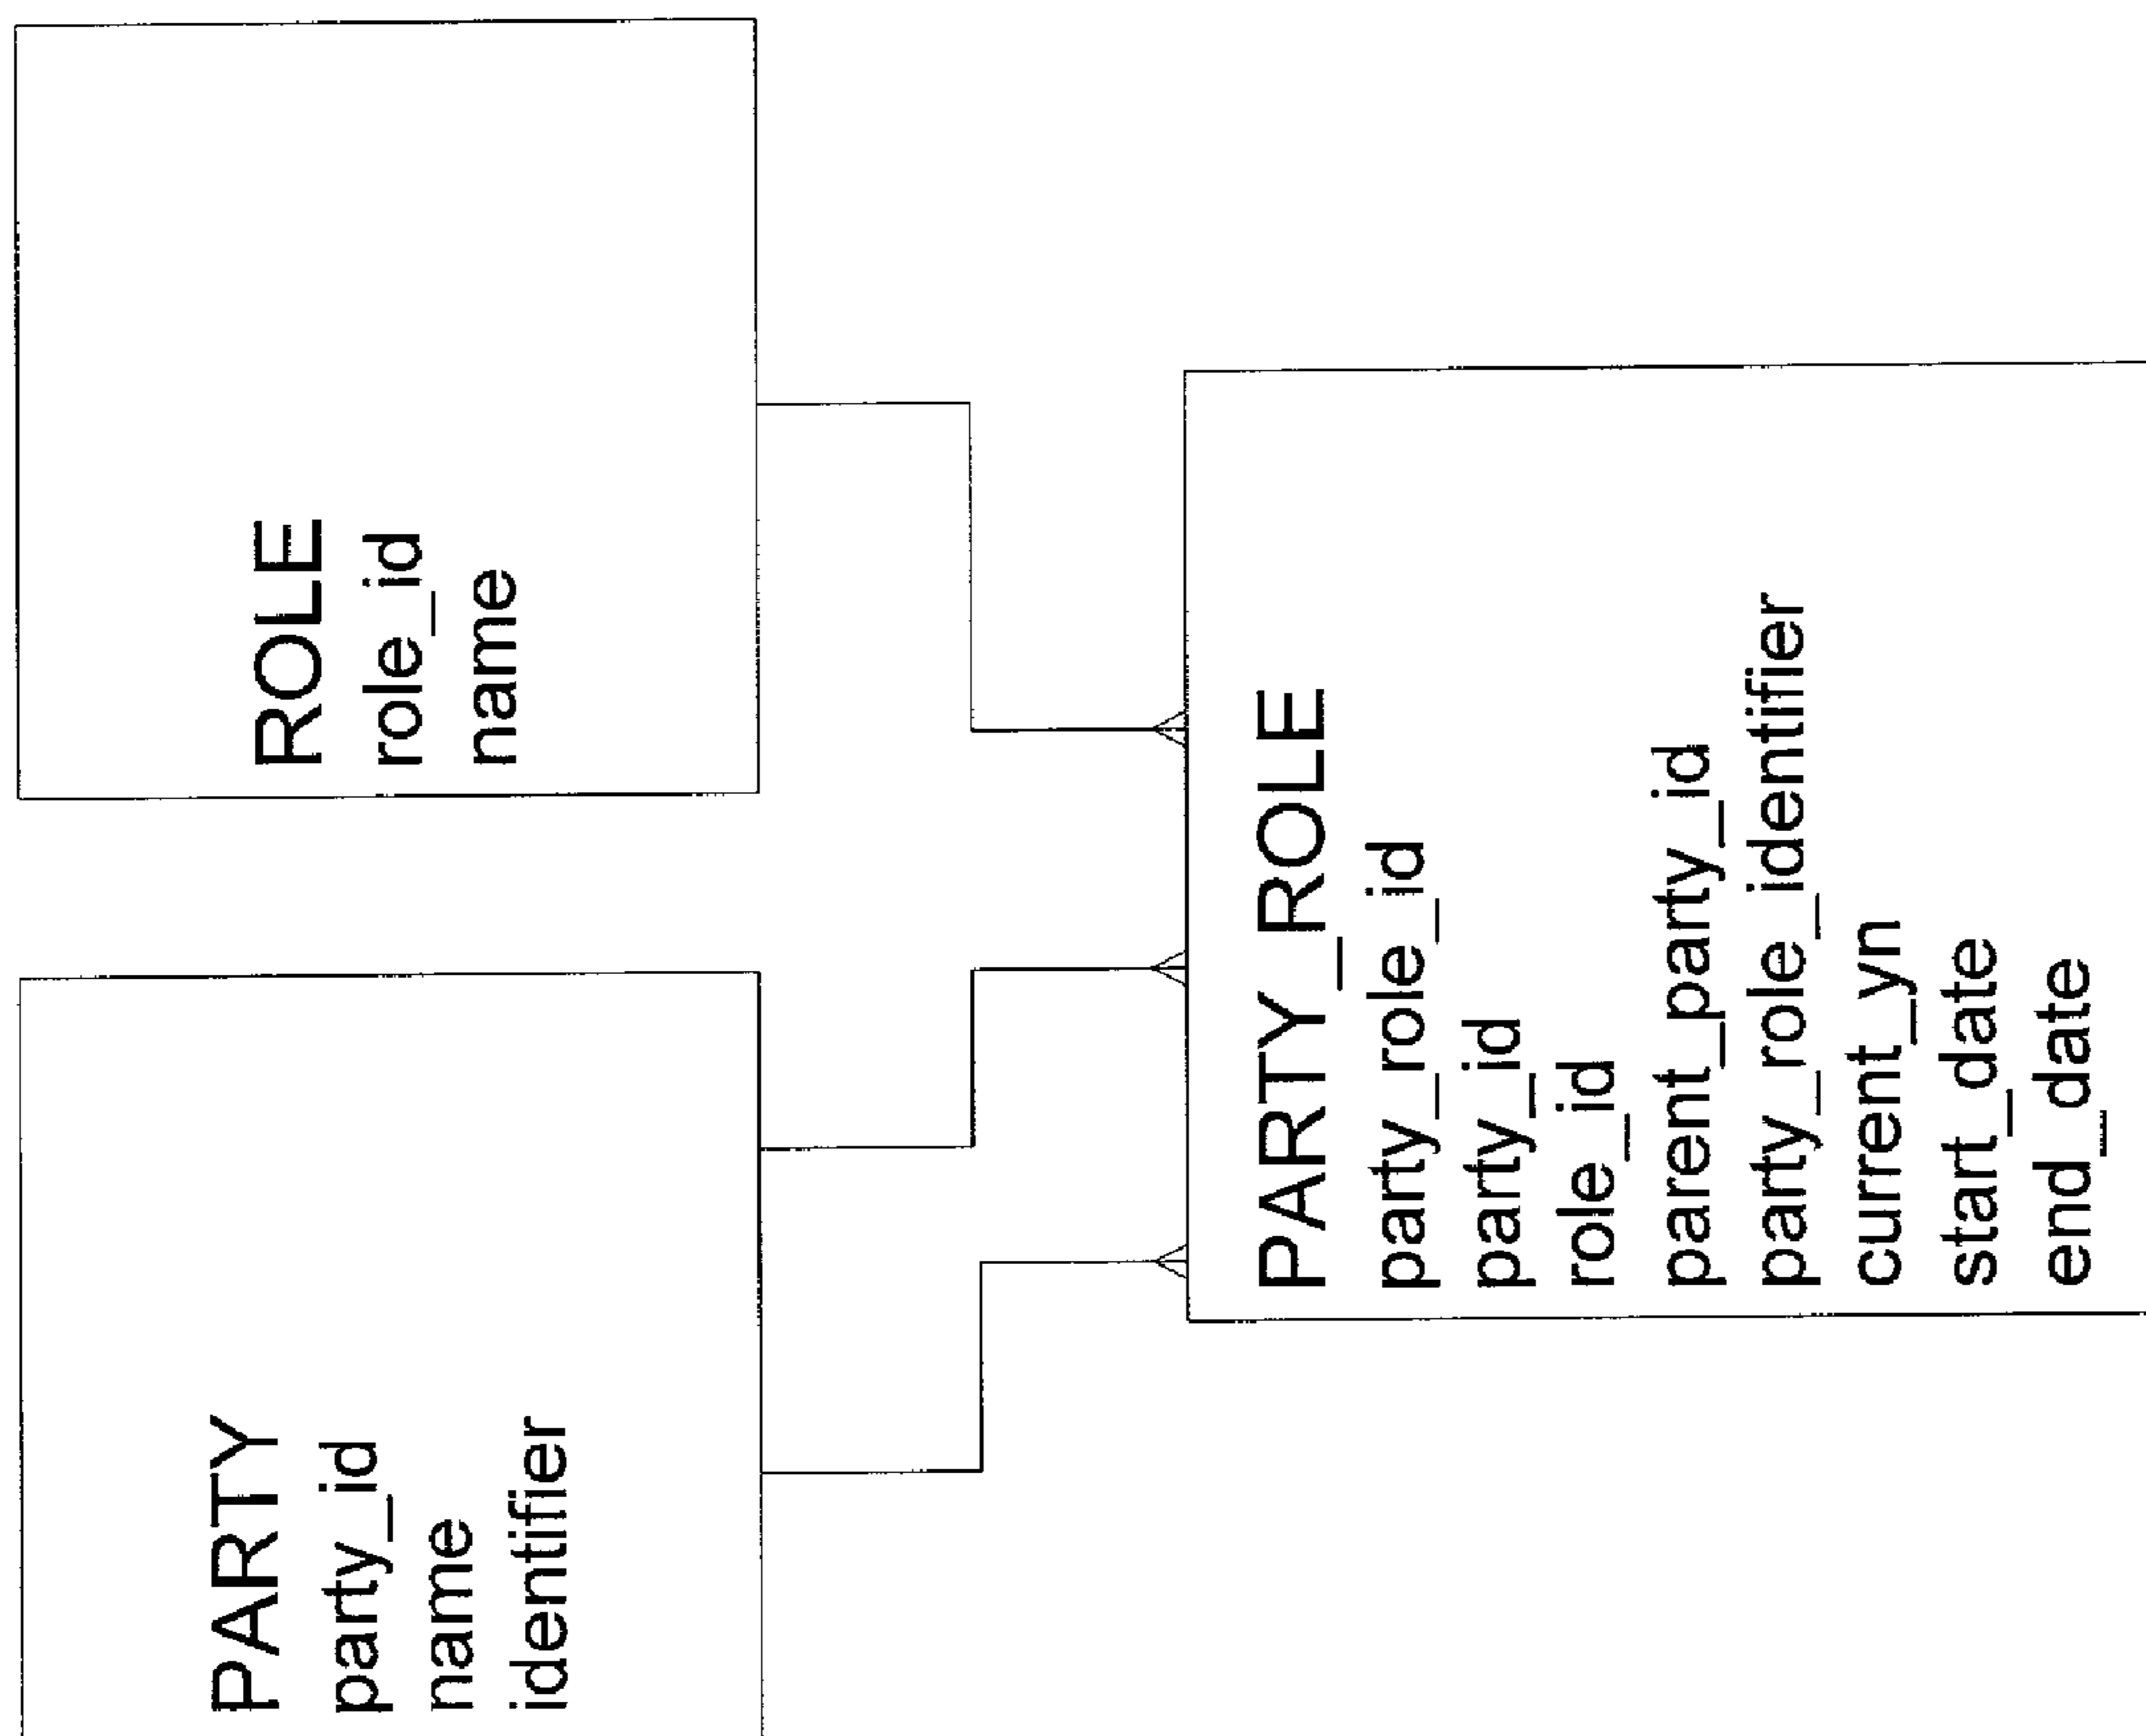 PARTY
party_id
name
identifier
ROLE
role_id
name
PARTY_ROLE
party_role_id
party_id
role_id
parent_party_id
party_role_identifier
current_yn
start_date
end_date